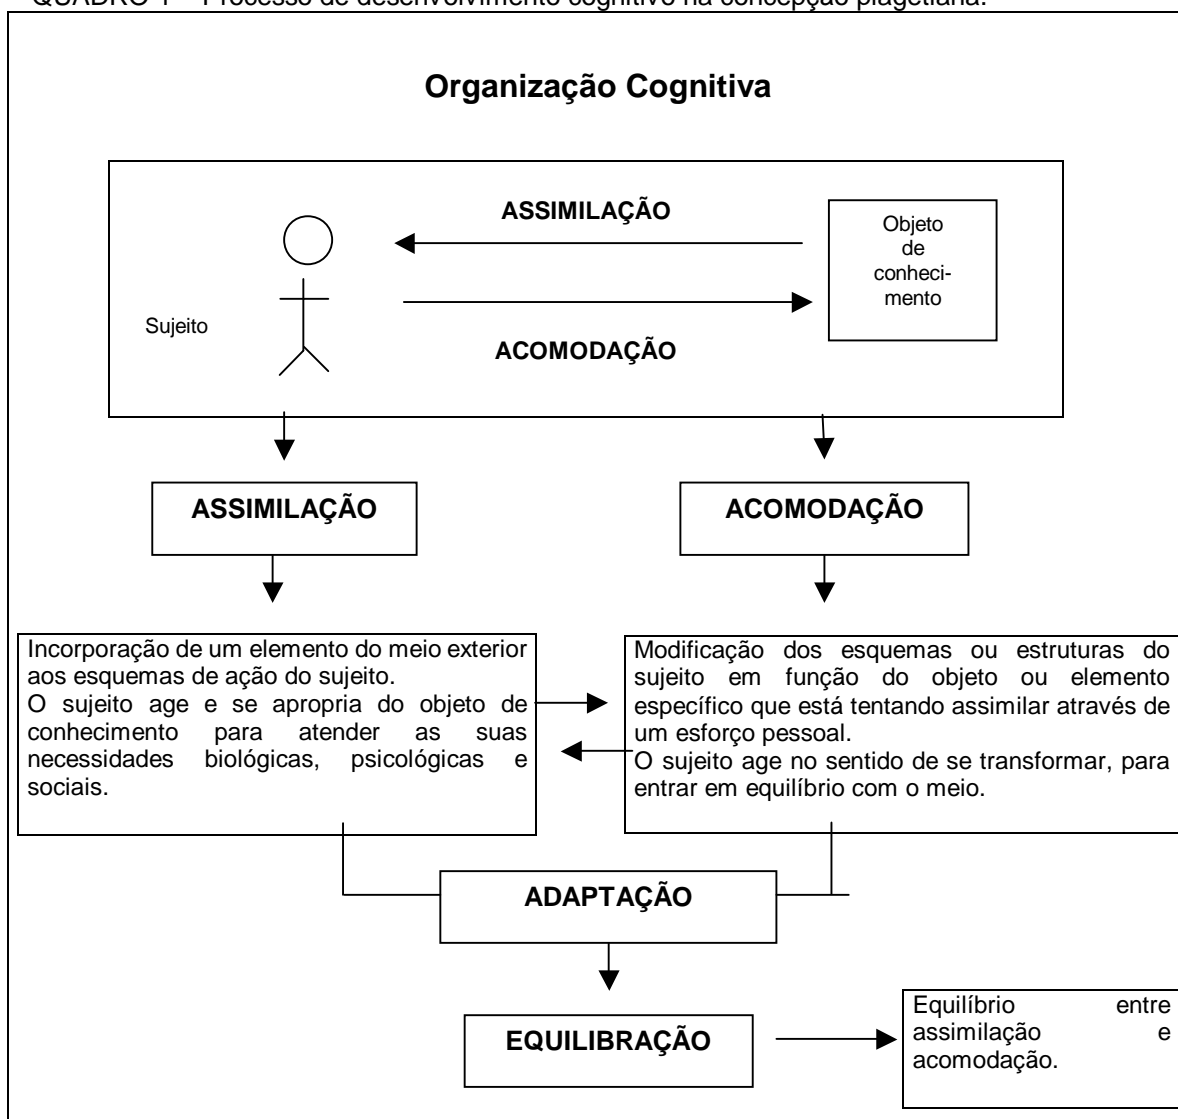 QUADRO 1 – Processo de desenvolvimento cognitivo na concepção piagetiana.
Organização Cognitiva
ASSIMILAÇÃO
Objeto
de
conheci-
mento
Sujeito
ACOMODAÇÃO
ASSIMILAÇÃO
ACOMODAÇÃO
Incorporação de um elemento do meio exterior
aos esquemas de ação do sujeito.
O sujeito age e se apropria do objeto de
conhecimento para atender as suas
necessidades biológicas, psicológicas e
sociais.
Modificação dos esquemas ou estruturas do
sujeito em função do objeto ou elemento
específico que está tentando assimilar através de
um esforço pessoal.
O sujeito age no sentido de se transformar, para
entrar em equilíbrio com o meio.
ADAPTAÇÃO
EQUILIBRAÇÃO
Equilíbrio entre
assimilação e
acomodação.